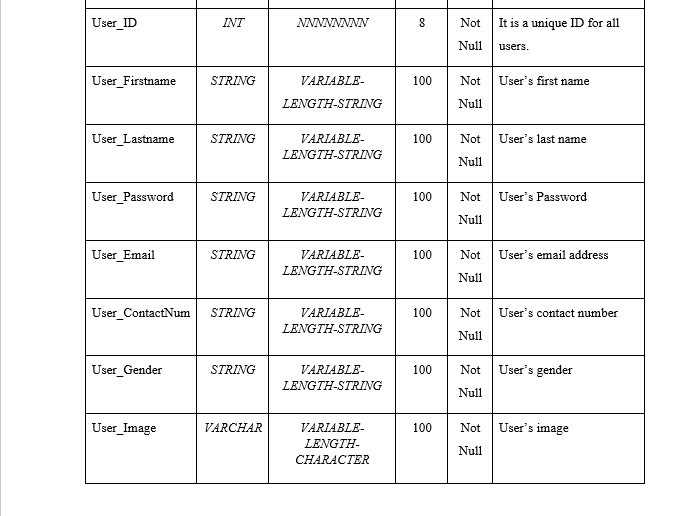 User_ID INT NNNNNNNN 8 Not It is a unique ID for all
Null users.
User_Firstname STRING VARIABLE- 100 Not User's first name
LENGTH-STRING Null
User_Lastname STRING VARIABLE- 100 Not User's last name
LENGTH-STRING Null
User_Password STRING VARIABLE- 100 Not User's Password
LENGTH-STRING Null
User_Email STRING VARIABLE- 100 Not User's email address
LENGTH-STRING Null
User_ContactNum STRING VARIABLE- 100 Not User's contact number
LENGTH-STRING Null
User_Gender STRING VARIABLE- 100 Not User's gender
LENGTH-STRING Null
User_Image VARCHAR VARIABLE- 100 Not User's image
LENGTH- Null
CHARACTER